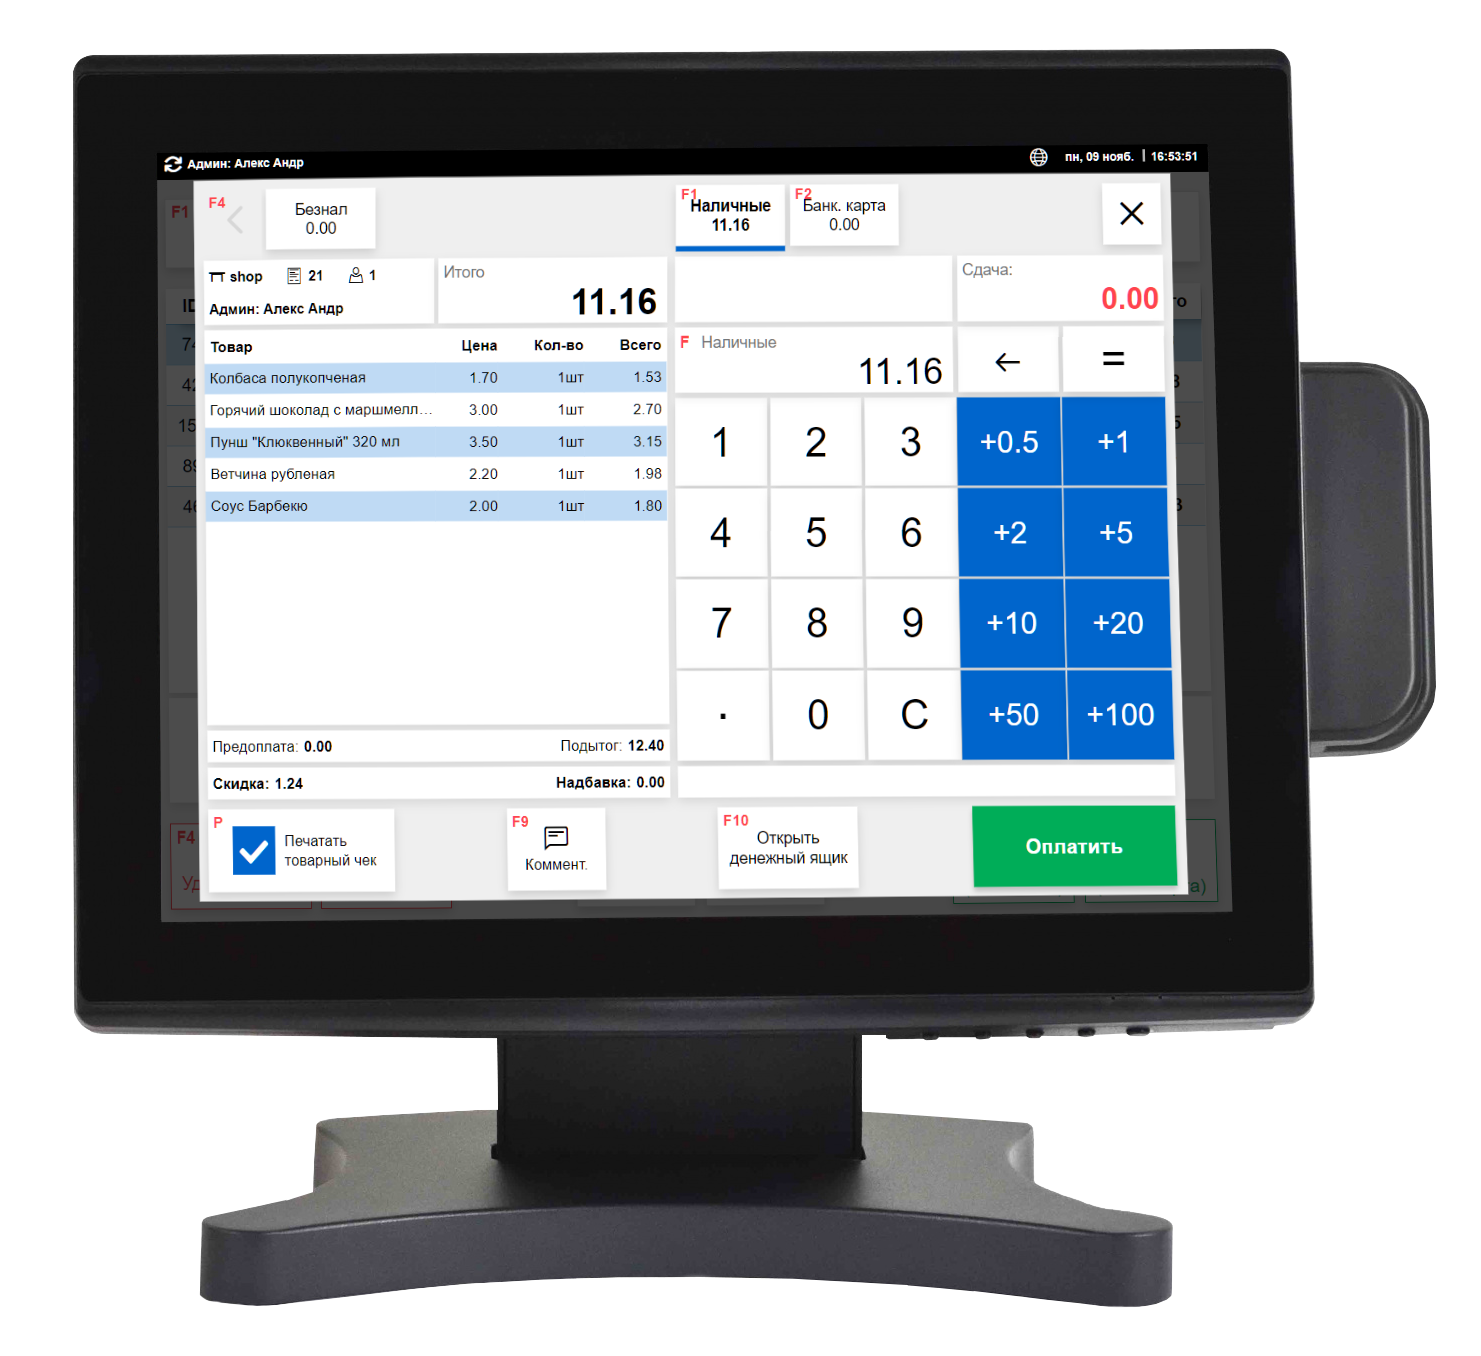 Админ: Алекс Андр
пн, 09 нояб. | 16:53:51
F1
F4
Безнал
0.00
F1
Наличные
11.16
F2
Банк. карта
0.00
shop 21 1
Админ: Алекс Андр
Итого
11.16
Сдача:
0.00
Товар Цена Кол-во Всего
Колбаса полукопченая 1.70 1шт 1.53
Горячий шоколад с маршмелл... 3.00 1шт 2.70
Пунш "Клюквенный" 320 мл 3.50 1шт 3.15
Ветчина рубленая 2.20 1шт 1.98
Соус Барбекю 2.00 1шт 1.80
F Наличные
11.16
← =
1 2 3 +0.5 +1
4 5 6 +2 +5
7 8 9 +10 +20
. 0 C +50 +100
Предоплата: 0.00 Подытог: 12.40
Скидка: 1.24 Надбавка: 0.00
F4
P
Печатать
товарный чек
F9
Коммент.
F10
Открыть
денежный ящик
Оплатить